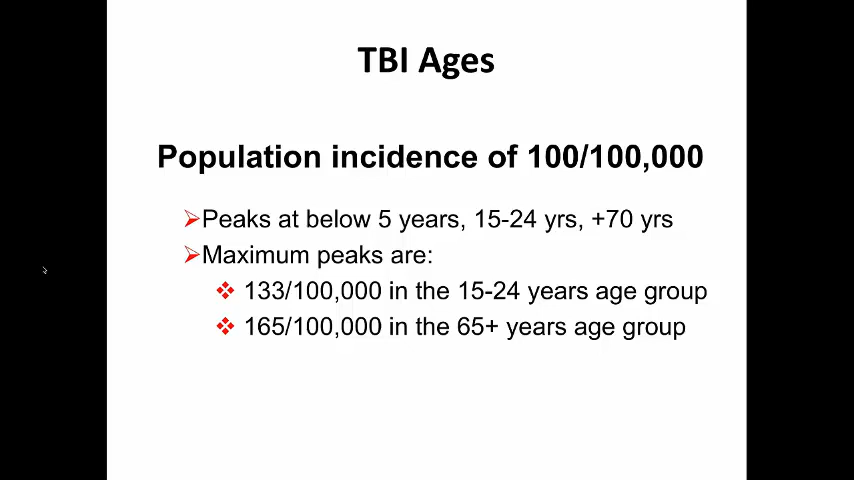 TBI Ages
Population incidence of 100/100,000
Peaks at below 5 years, 15-24 yrs, +70 yrs
Maximum peaks are:
133/100,000 in the 15-24 years age group
165/100,000 in the 65+ years age group